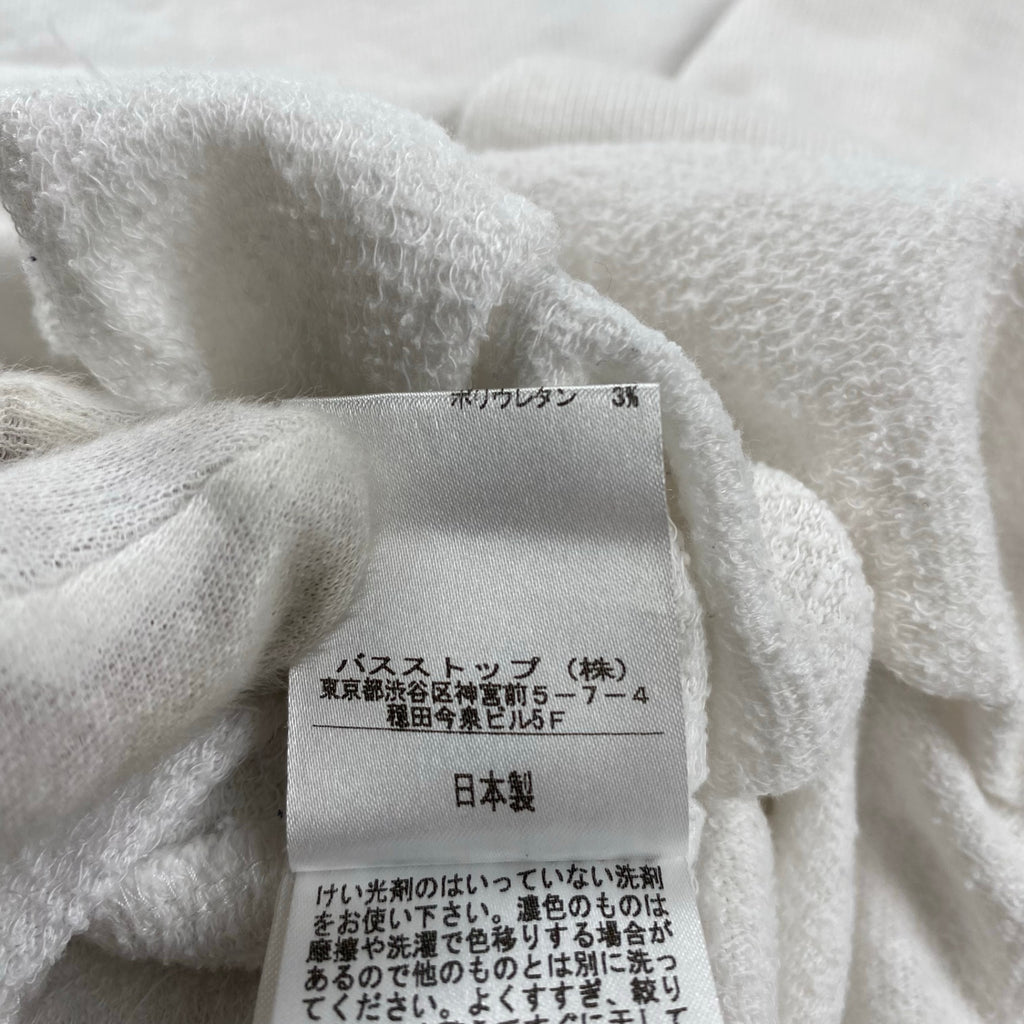 ポリウレタン 3%
バスストップ (株)
東京都渋谷区神宮前5-7-4
穏田今泉ビル5F
日本製
けい光剤のはいっていない洗剤
をお使い下さい。濃色のものは
摩擦や洗濯で色移りする場合が
あるので他のものとは別に洗っ
てください。よくすすぎ、絞り